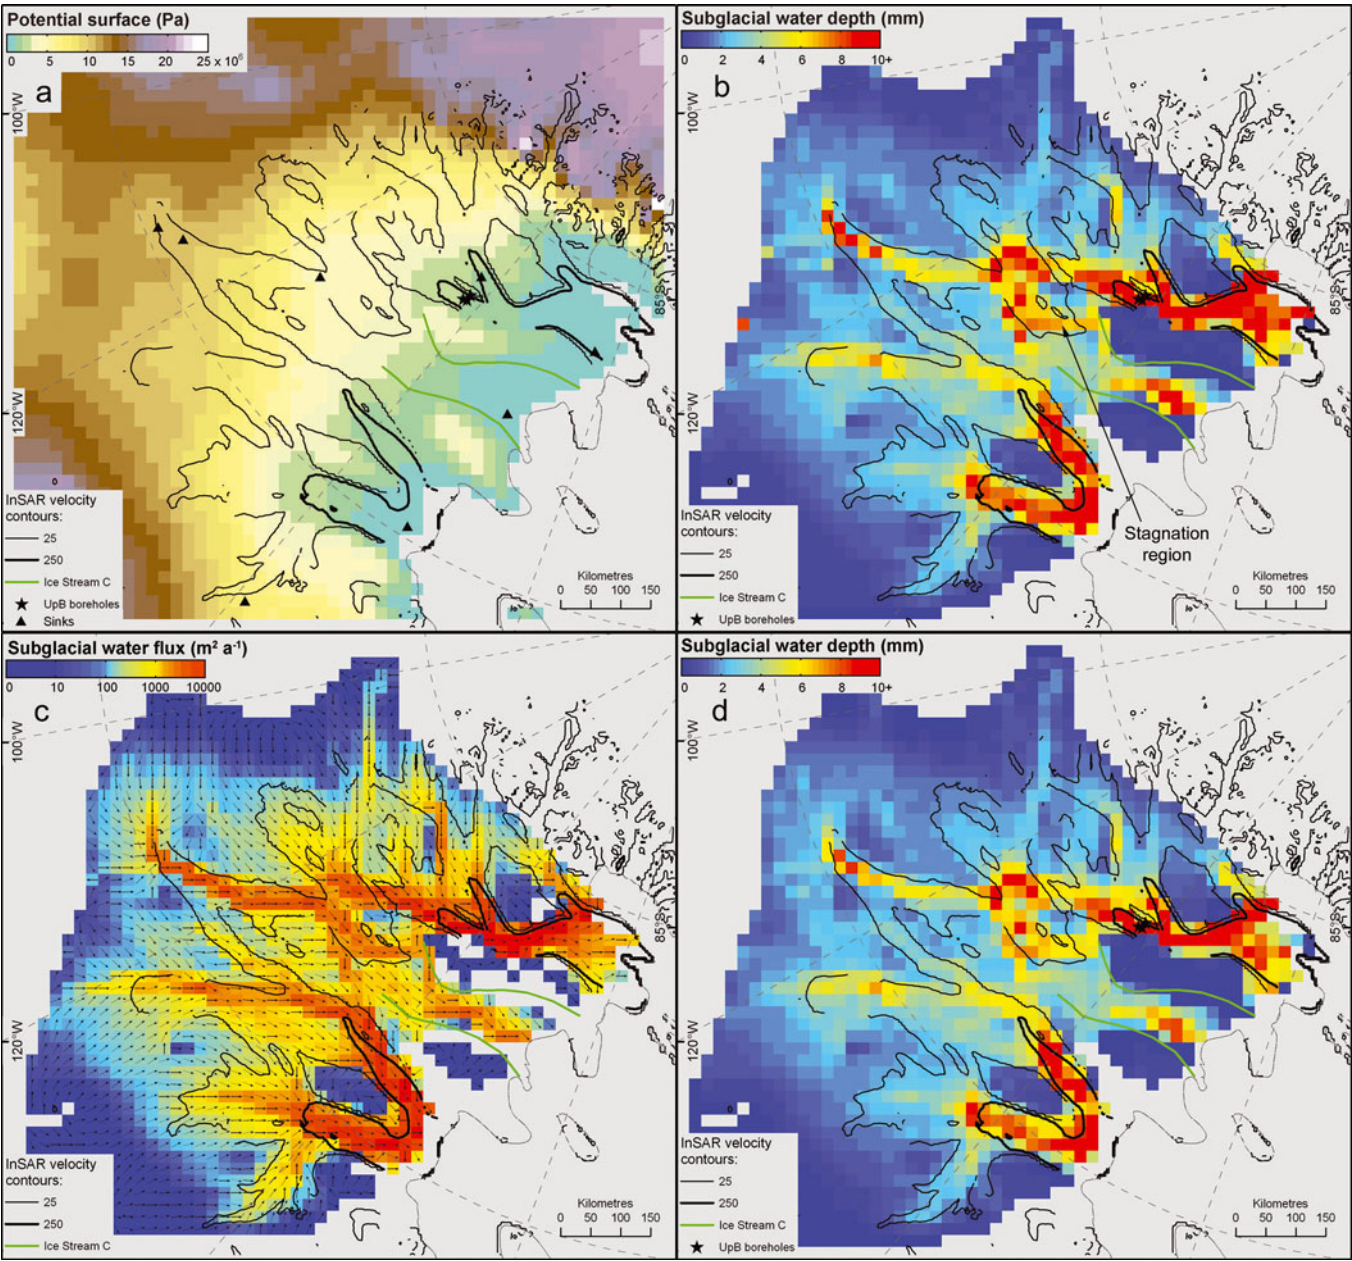 Potential surface (Pa)
0 5 10 15 20 25 x 10⁶
a
100°W
85°S
120°W
0
InSAR velocity
contours:
25
250
Ice Stream C
UpB boreholes
Sinks
Kilometres
0 50 100 150
Subglacial water depth (mm)
0 2 4 6 8 10+
b
100°W
85°S
120°W
0
InSAR velocity
contours:
25
250
Ice Stream C
UpB boreholes
Stagnation
region
Kilometres
0 50 100 150
Subglacial water flux (m² a⁻¹)
0 10 100 1000 10000
c
100°W
85°S
120°W
0
InSAR velocity
contours:
25
250
Ice Stream C
Kilometres
0 50 100 150
Subglacial water depth (mm)
0 2 4 6 8 10+
d
100°W
85°S
120°W
0
InSAR velocity
contours:
25
250
Ice Stream C
UpB boreholes
Kilometres
0 50 100 150